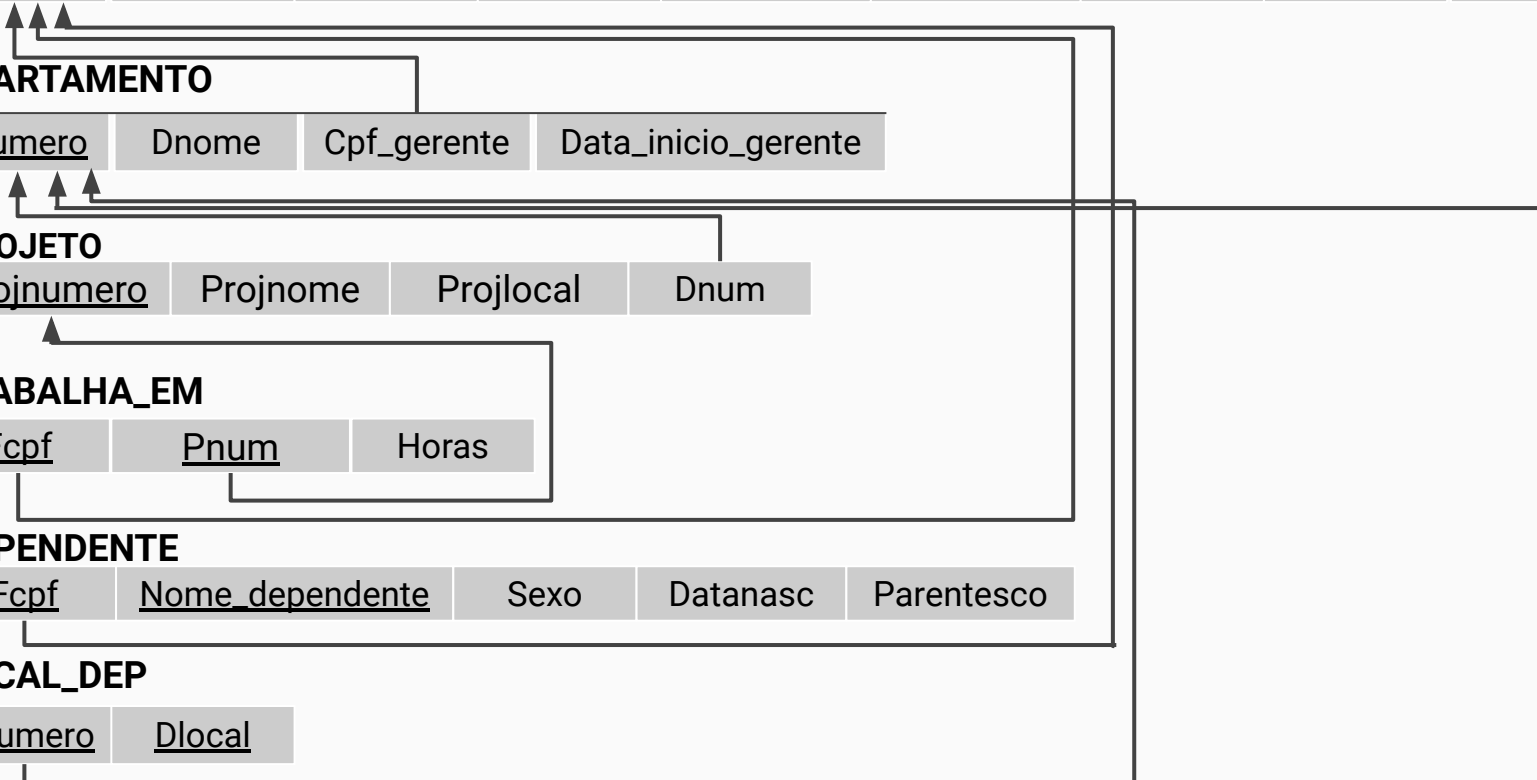 ARTAMENTO
umero Dnome Cpf_gerente Data_inicio_gerente
OJETO
ojnumero Projnome Projlocal Dnum
ABALHA_EM
Fcpf Pnum Horas
PENDENTE
Fcpf Nome_dependente Sexo Datanasc Parentesco
CAL_DEP
umero Dlocal